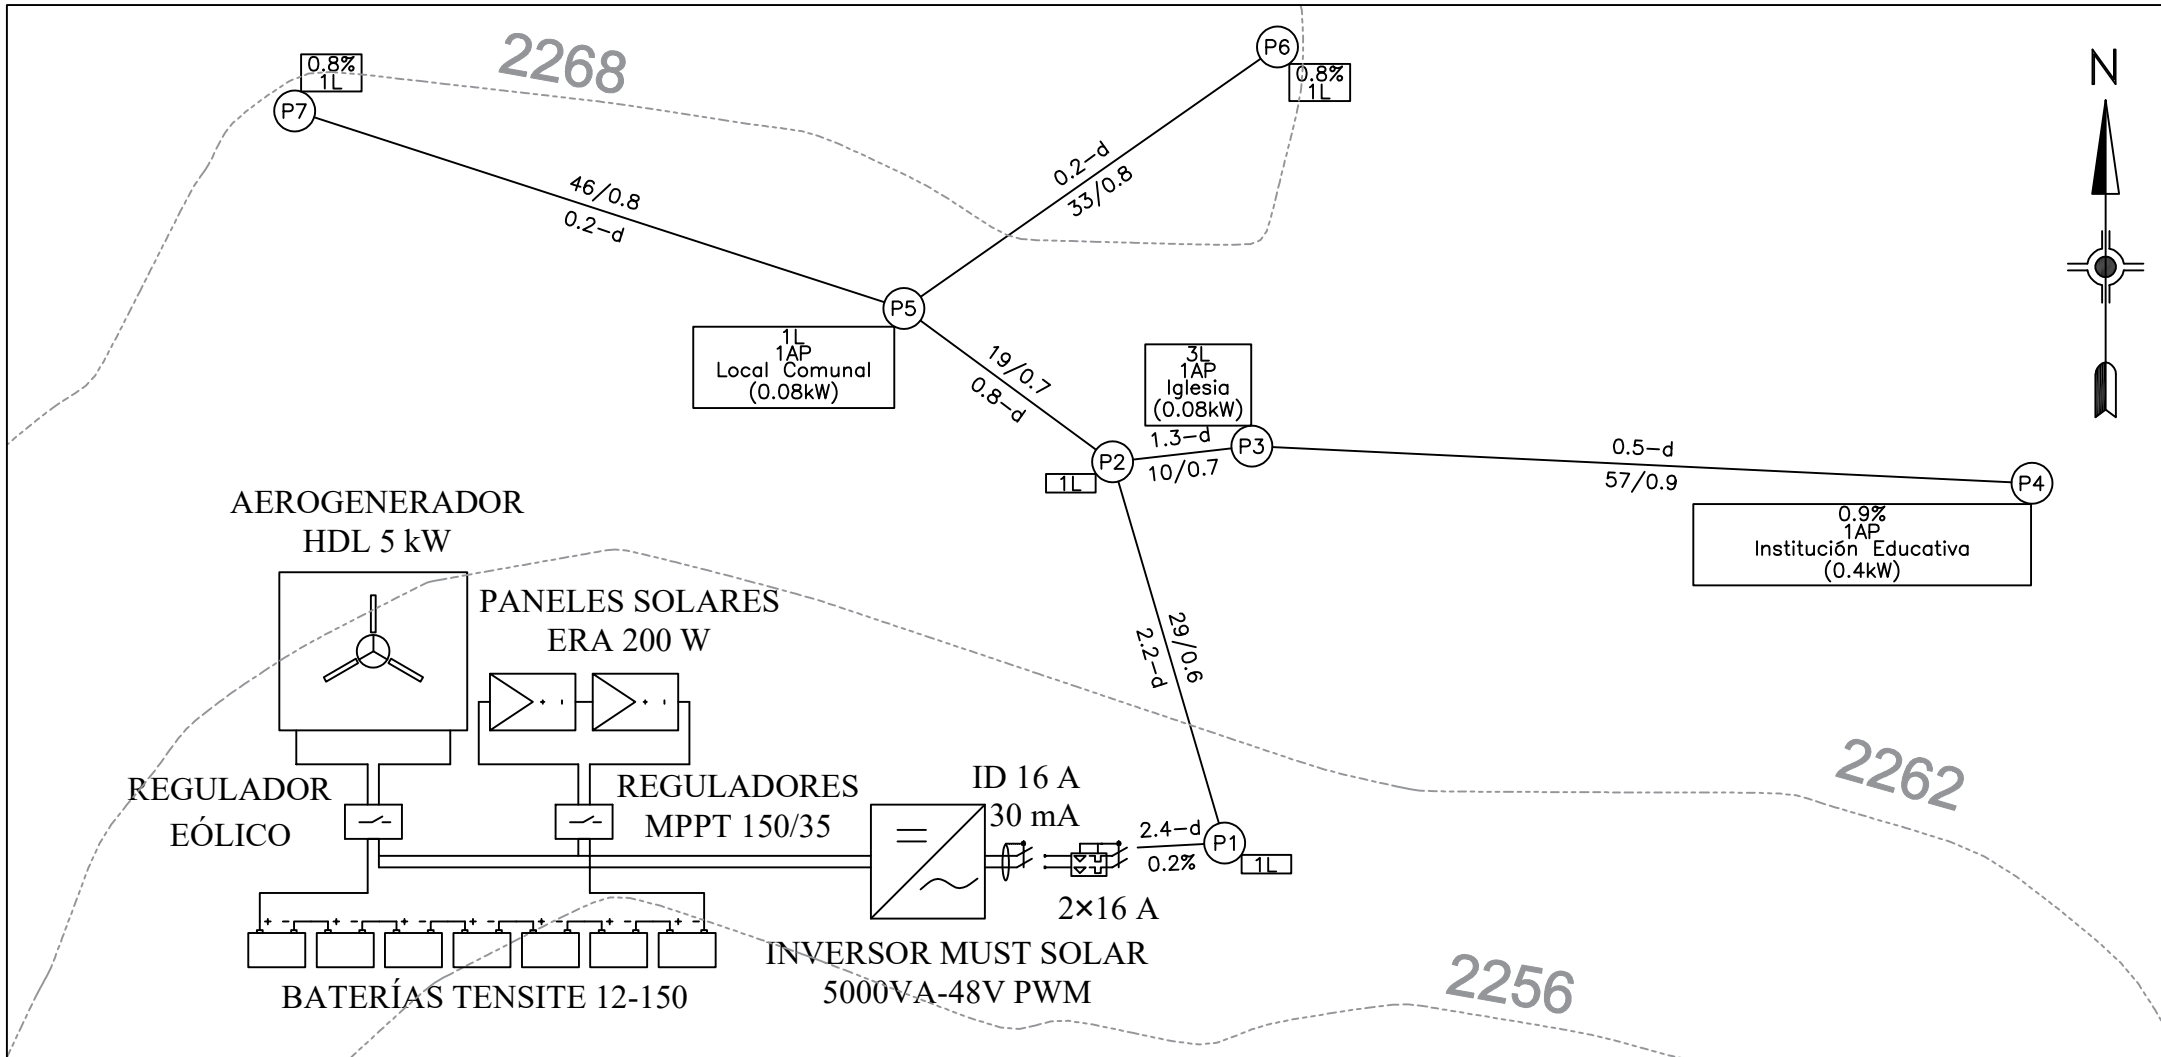 2268
N
P6
0.8%
1L
0.8%
1L
P7
0.2-d
33/0.8
46/0.8
0.2-d
P5
1L
1AP
Local Comunal
(0.08kW)
19/0.7
0.8-d
3L
1AP
Iglesia
(0.08kW)
1.3-d
10/0.7
P3
P2
1L
0.5-d
57/0.9
P4
0.9%
1AP
Institución Educativa
(0.4kW)
29/0.6
2.2-d
AEROGENERADOR
HDL 5 kW
PANELES SOLARES
ERA 200 W
+ -
+ -
REGULADOR
EÓLICO
REGULADORES
MPPT 150/35
ID 16 A
30 mA
2.4-d
0.2%
P1
1L
2×16 A
INVERSOR MUST SOLAR
5000VA-48V PWM
+ - + - + - + - + - + - + -
BATERÍAS TENSITE 12-150
2262
2256